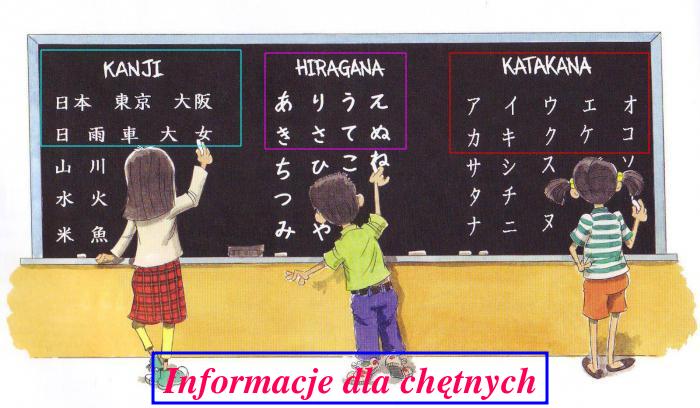 KANJI
日本 東京 大阪
日 雨 車 大 女
山 川
水 火
米 魚
HIRAGANA
あ り う え
き さ て ぬ
ち ひ こ ね
つ
み や
KATAKANA
ア イ ウ エ オ
カ キ ク ケ コ
サ シ ス ソ
タ チ
ナ ニ ヌ
Informacje dla chętnych